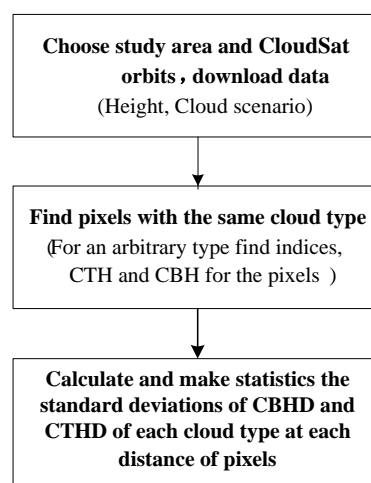 Choose study area and CloudSat
orbits，download data
(Height, Cloud scenario)
Find pixels with the same cloud type
(For an arbitrary type find indices,
CTH and CBH for the pixels )
Calculate and make statistics the
standard deviations of CBHD and
CTHD of each cloud type at each
distance of pixels